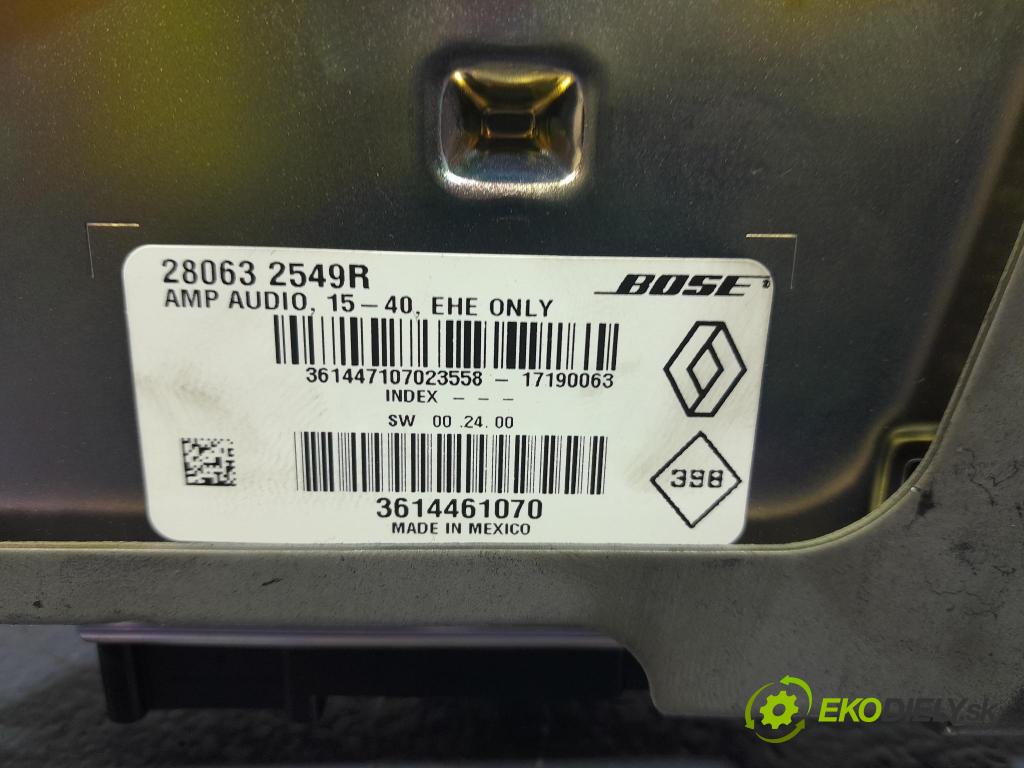 28063 2549R
BOSE®
AMP AUDIO, 15-40, EHE ONLY
361447107023558 - 17190063
INDEX - - -
SW 00 .24. 00
398
3614461070
MADE IN MEXICO
EKODIELY.sk